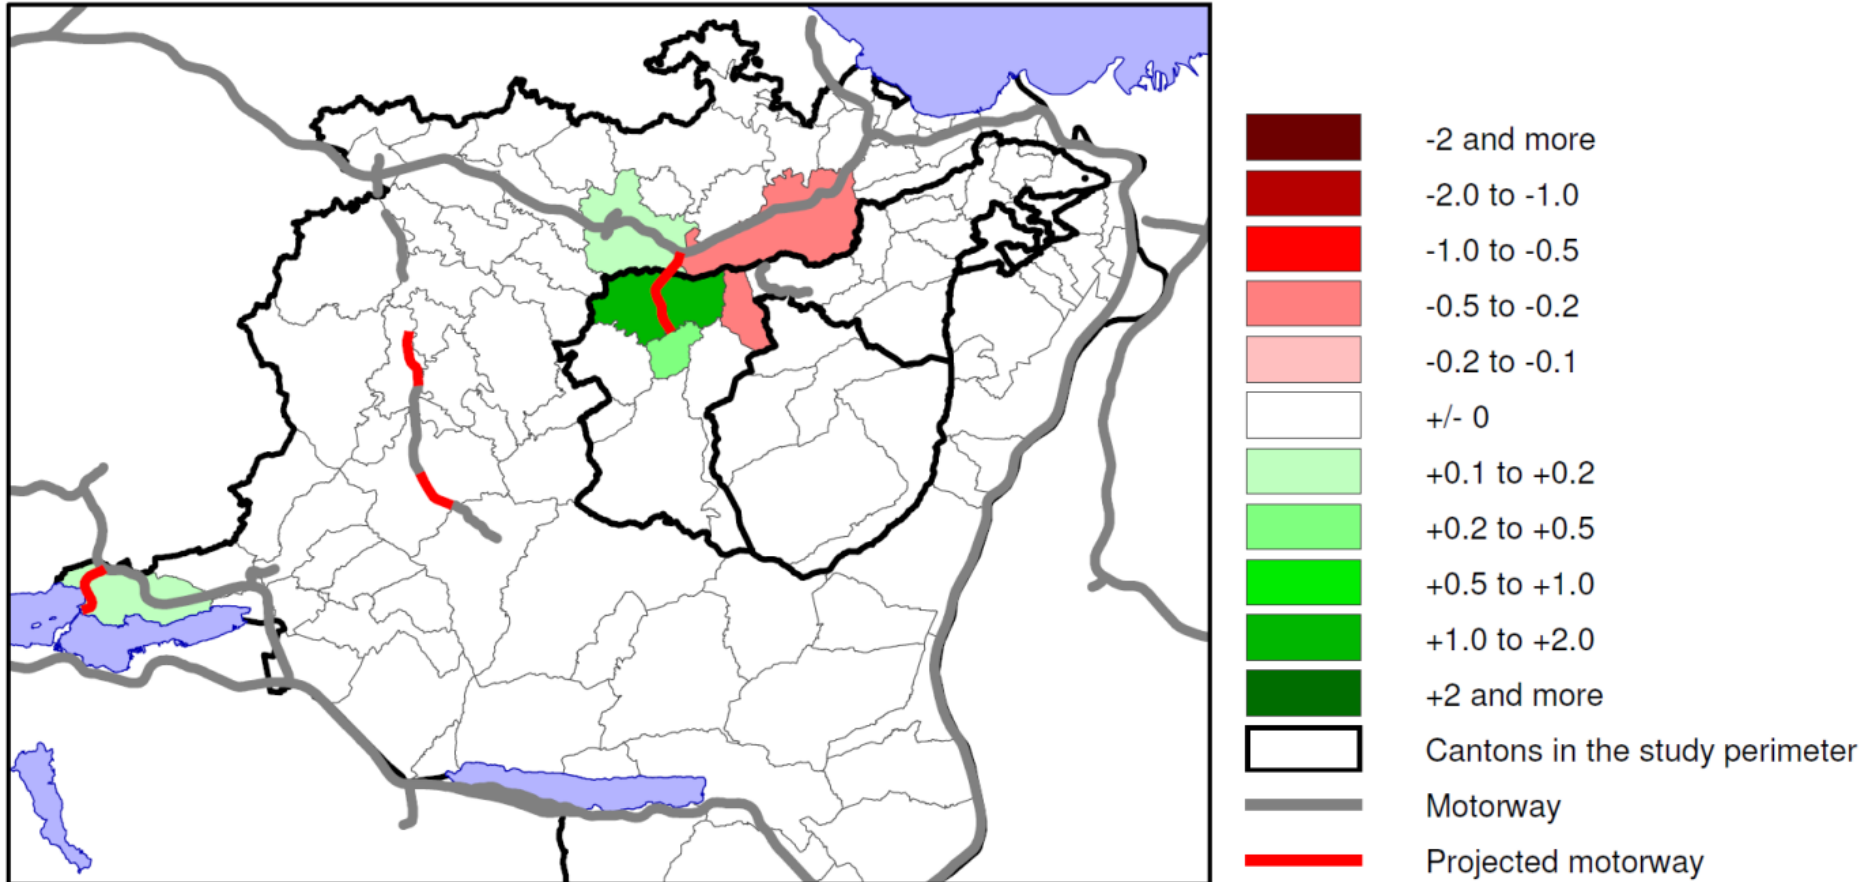 -2 and more
-2.0 to -1.0
-1.0 to -0.5
-0.5 to -0.2
-0.2 to -0.1
+/- 0
+0.1 to +0.2
+0.2 to +0.5
+0.5 to +1.0
+1.0 to +2.0
+2 and more
Cantons in the study perimeter
Motorway
Projected motorway